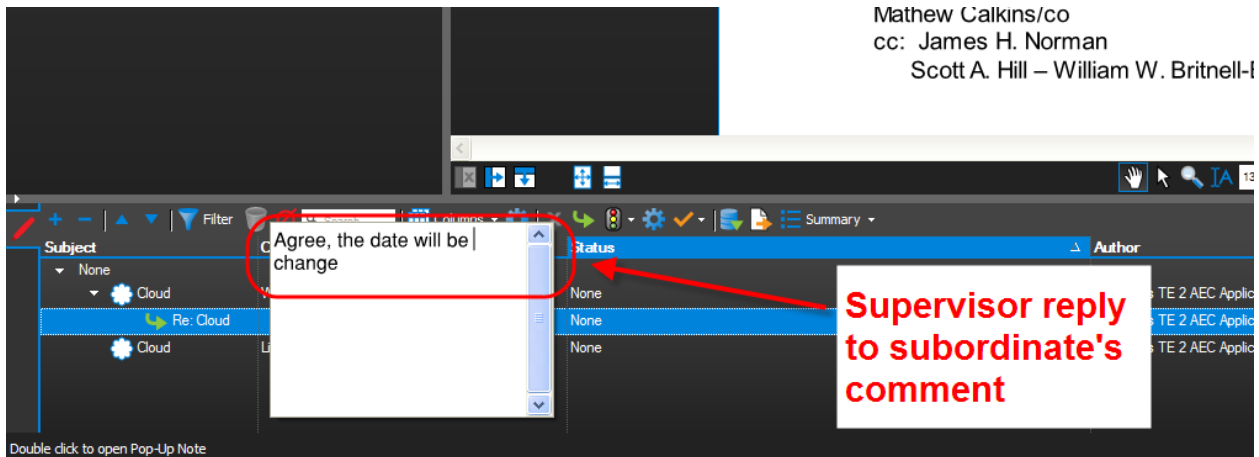 Mathew Calkins/co
cc: James H. Norman
Scott A. Hill – William W. Britnell-
Filter
Search
Columns
Summary
Subject
Status
Author
Agree, the date will be
change
None
Cloud
None
TE 2 AEC Applic
Re: Cloud
None
TE 2 AEC Applic
Cloud
Li
None
TE 2 AEC Applic
Supervisor reply
to subordinate's
comment
Double click to open Pop-Up Note